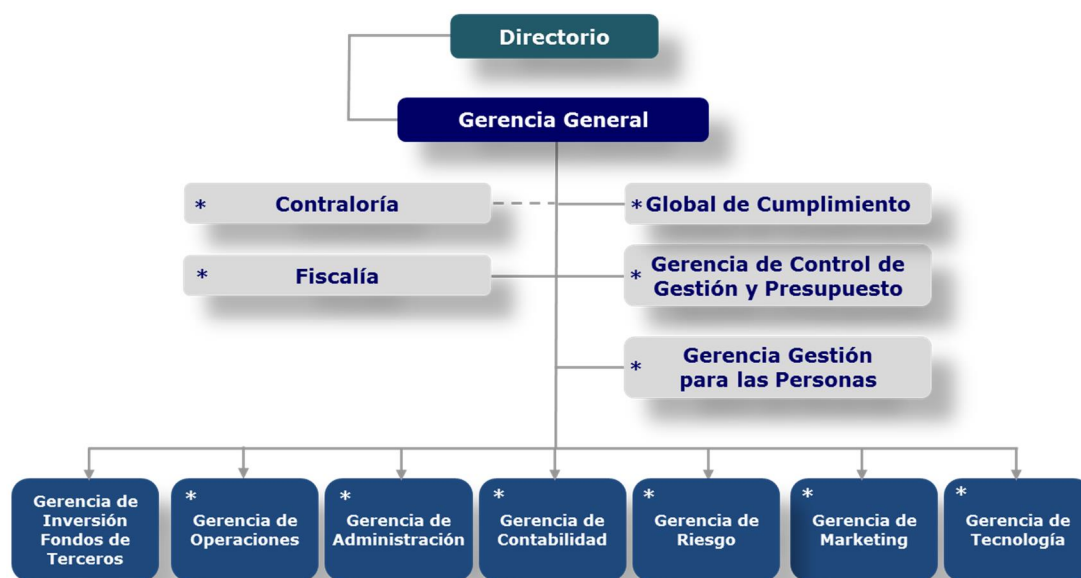 Directorio
Gerencia General
* Contraloría
* Global de Cumplimiento
* Fiscalía
* Gerencia de Control de
Gestión y Presupuesto
* Gerencia Gestión
para las Personas
Gerencia de
Inversión
Fondos de
Terceros
*
Gerencia de
Operaciones
*
Gerencia de
Administración
*
Gerencia de
Contabilidad
*
Gerencia de
Riesgo
*
Gerencia de
Marketing
*
Gerencia de
Tecnología